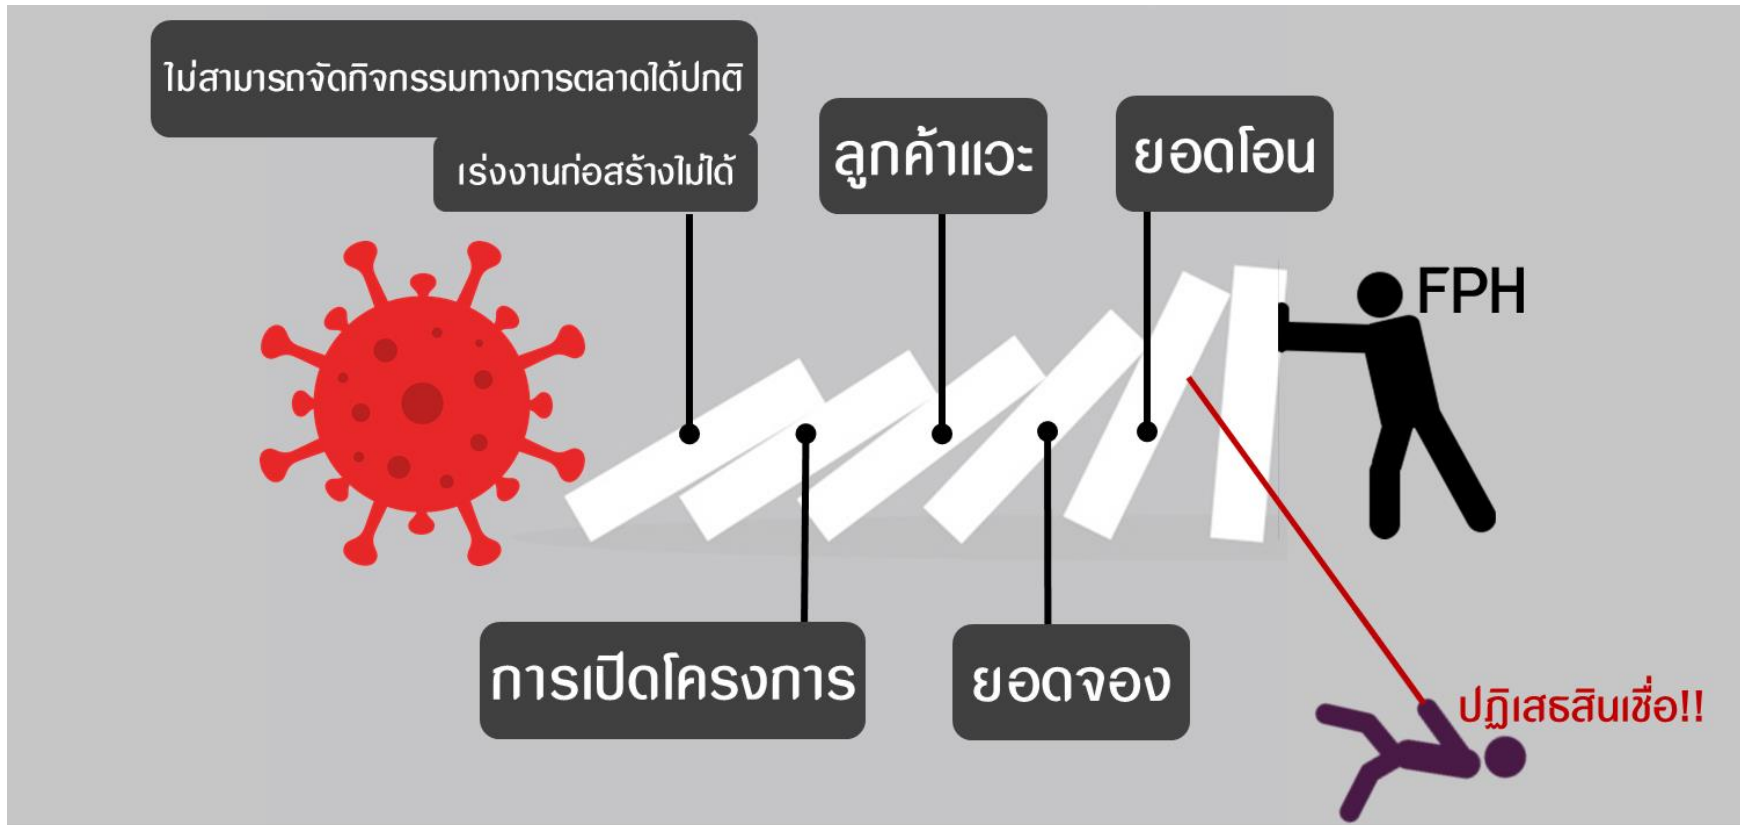 ไม่สามารถจัดกิจกรรมทางการตลาดได้ปกติ
เร่งงานก่อสร้างไม่ได้
ลูกค้าแวะ
ยอดโอน
FPH
การเปิดโครงการ
ยอดจอง
ปฏิเสธสินเชื่อ!!